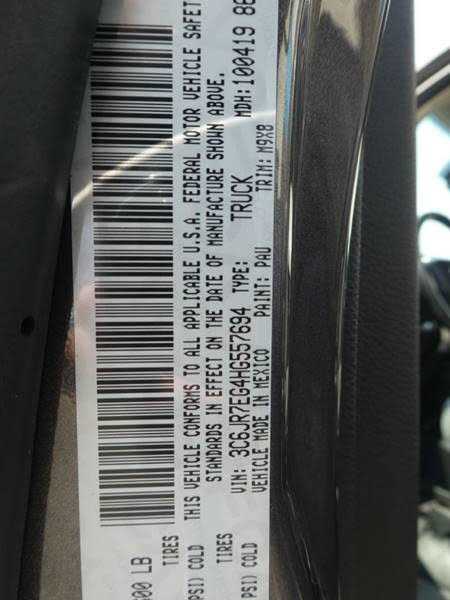 00 LB
TIRES
PSI) COLD
THIS VEHICLE CONFORMS TO ALL APPLICABLE U.S.A. FEDERAL MOTOR VEHICLE SAFET
STANDARDS IN EFFECT ON THE DATE OF MANUFACTURE SHOWN ABOVE.
TIRES
VIN: 3C6JR7EG4HG557694 TYPE: TRUCK MDH:100419 88
PSI) COLD
VEHICLE MADE IN MEXICO PAINT: PAU TRIM: M9X8